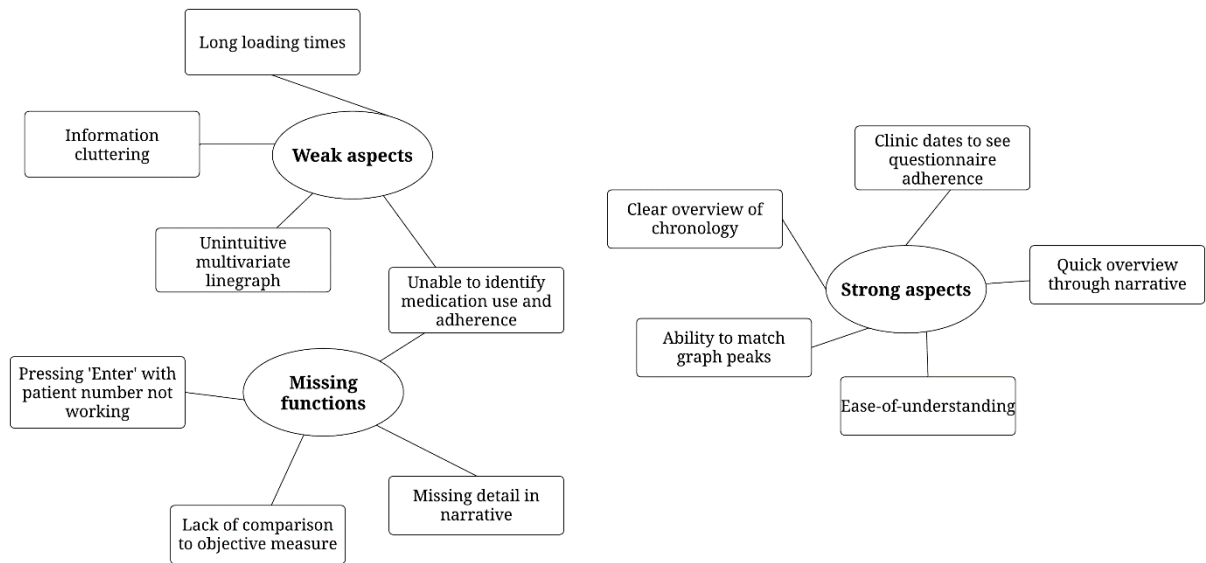 Long loading times
Information
cluttering
Weak aspects
Unintuitive
multivariate
linegraph
Unable to identify
medication use and
adherence
Pressing 'Enter' with
patient number not
working
Missing
functions
Lack of comparison
to objective measure
Missing detail in
narrative
Clinic dates to see
questionnaire
adherence
Clear overview of
chronology
Strong aspects
Quick overview
through narrative
Ability to match
graph peaks
Ease-of-understanding